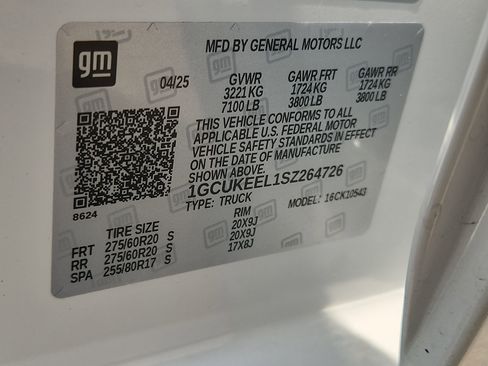 gm
MFD BY GENERAL MOTORS LLC
04/25
GVWR GAWR FRT GAWR RR
3221 KG 1724 KG 1724 KG
7100 LB 3800 LB 3800 LB
THIS VEHICLE CONFORMS TO ALL
APPLICABLE U.S. FEDERAL MOTOR
VEHICLE SAFETY STANDARDS IN EFFECT
ON THE DATE OF MANUFACTURE
SHOWN ABOVE.
1GCUKEEL1SZ264726
TYPE: TRUCK MODEL: 16CK10543
8624
TIRE SIZE RIM
FRT 275/60R20 S 20X9J
RR 275/60R20 S 20X9J
SPA 255/80R17 S 17X8J